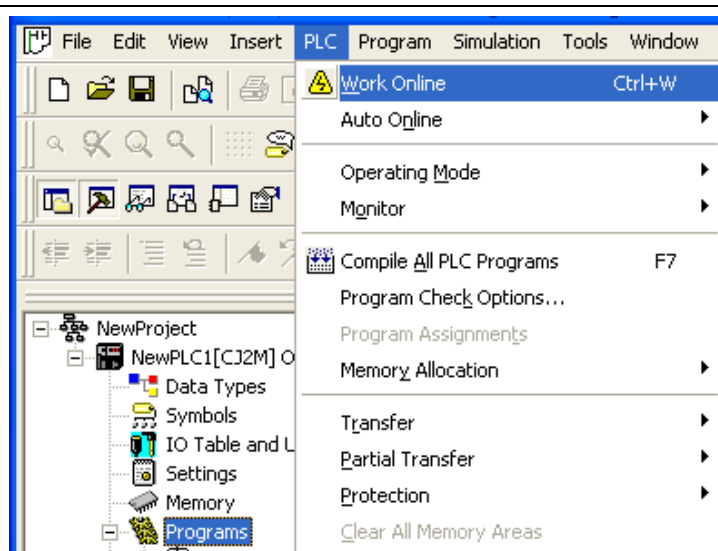 File Edit View Insert PLC Program Simulation Tools Window
Work Online Ctrl+W
Auto Online
Operating Mode
Monitor
Compile All PLC Programs F7
Program Check Options...
Program Assignments
Memory Allocation
Transfer
Partial Transfer
Protection
Clear All Memory Areas
NewProject
NewPLC1[CJ2M] O
Data Types
Symbols
IO Table and U
Settings
Memory
Programs